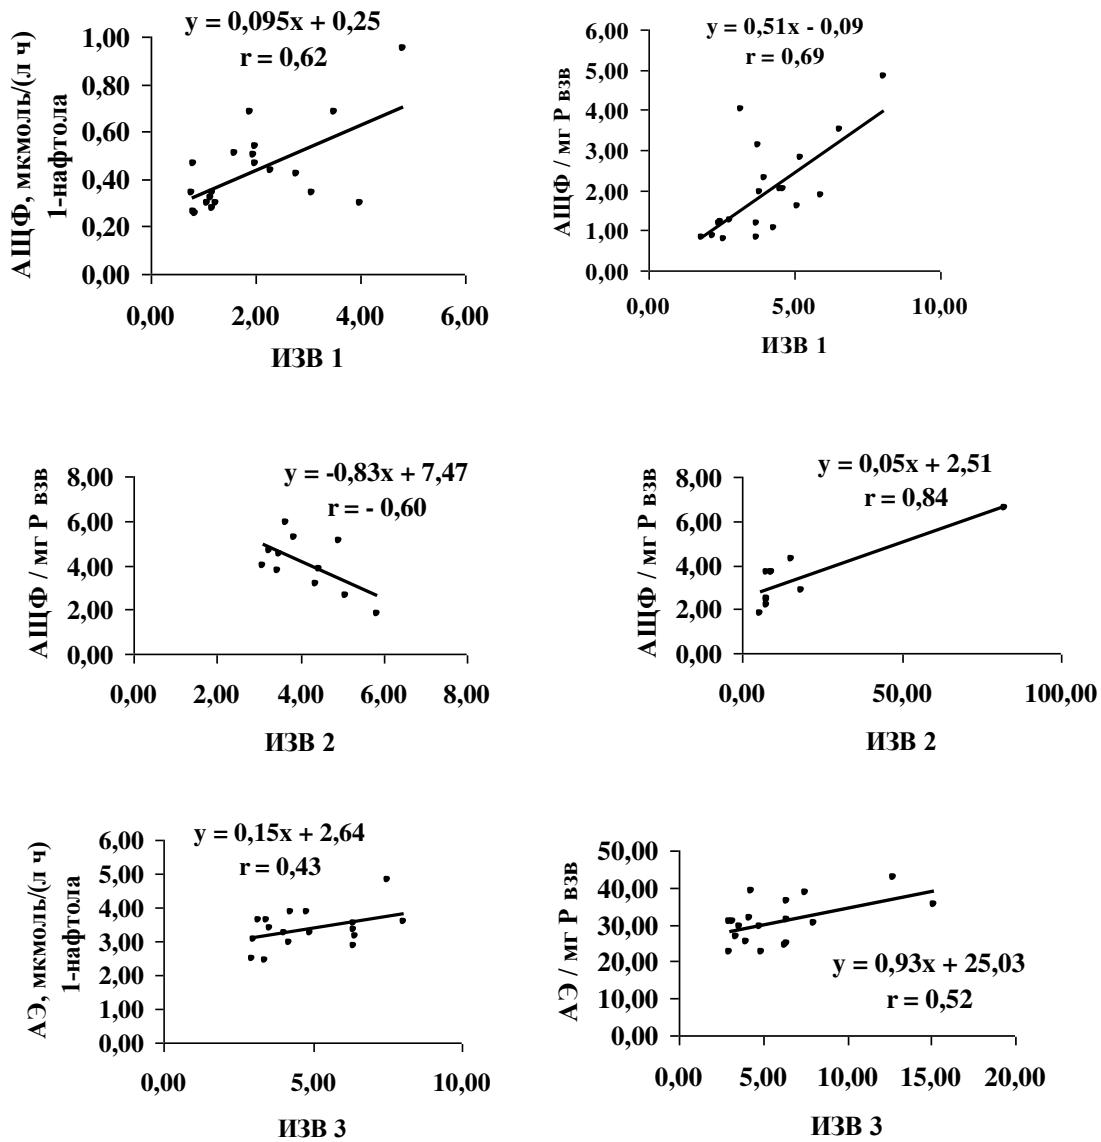 y = 0,095x + 0,25
r = 0,62
АЩФ, мкмоль/(л ч)
1-нафтола
1,00
0,80
0,60
0,40
0,20
0,00
0,00 2,00 4,00 6,00
ИЗВ 1
y = 0,51x - 0,09
r = 0,69
АЩФ / мг Р взв
6,00
5,00
4,00
3,00
2,00
1,00
0,00
0,00 5,00 10,00
ИЗВ 1
y = -0,83x + 7,47
r = - 0,60
АЩФ / мг Р взв
8,00
6,00
4,00
2,00
0,00
0,00 2,00 4,00 6,00 8,00
ИЗВ 2
y = 0,05x + 2,51
r = 0,84
АЩФ / мг Р взв
8,00
6,00
4,00
2,00
0,00
0,00 50,00 100,00
ИЗВ 2
y = 0,15x + 2,64
r = 0,43
АЭ, мкмоль/(л ч)
1-нафтола
6,00
5,00
4,00
3,00
2,00
1,00
0,00
0,00 5,00 10,00
ИЗВ 3
АЭ / мг Р взв
50,00
40,00
30,00
20,00
10,00
0,00
y = 0,93x + 25,03
r = 0,52
0,00 5,00 10,00 15,00 20,00
ИЗВ 3